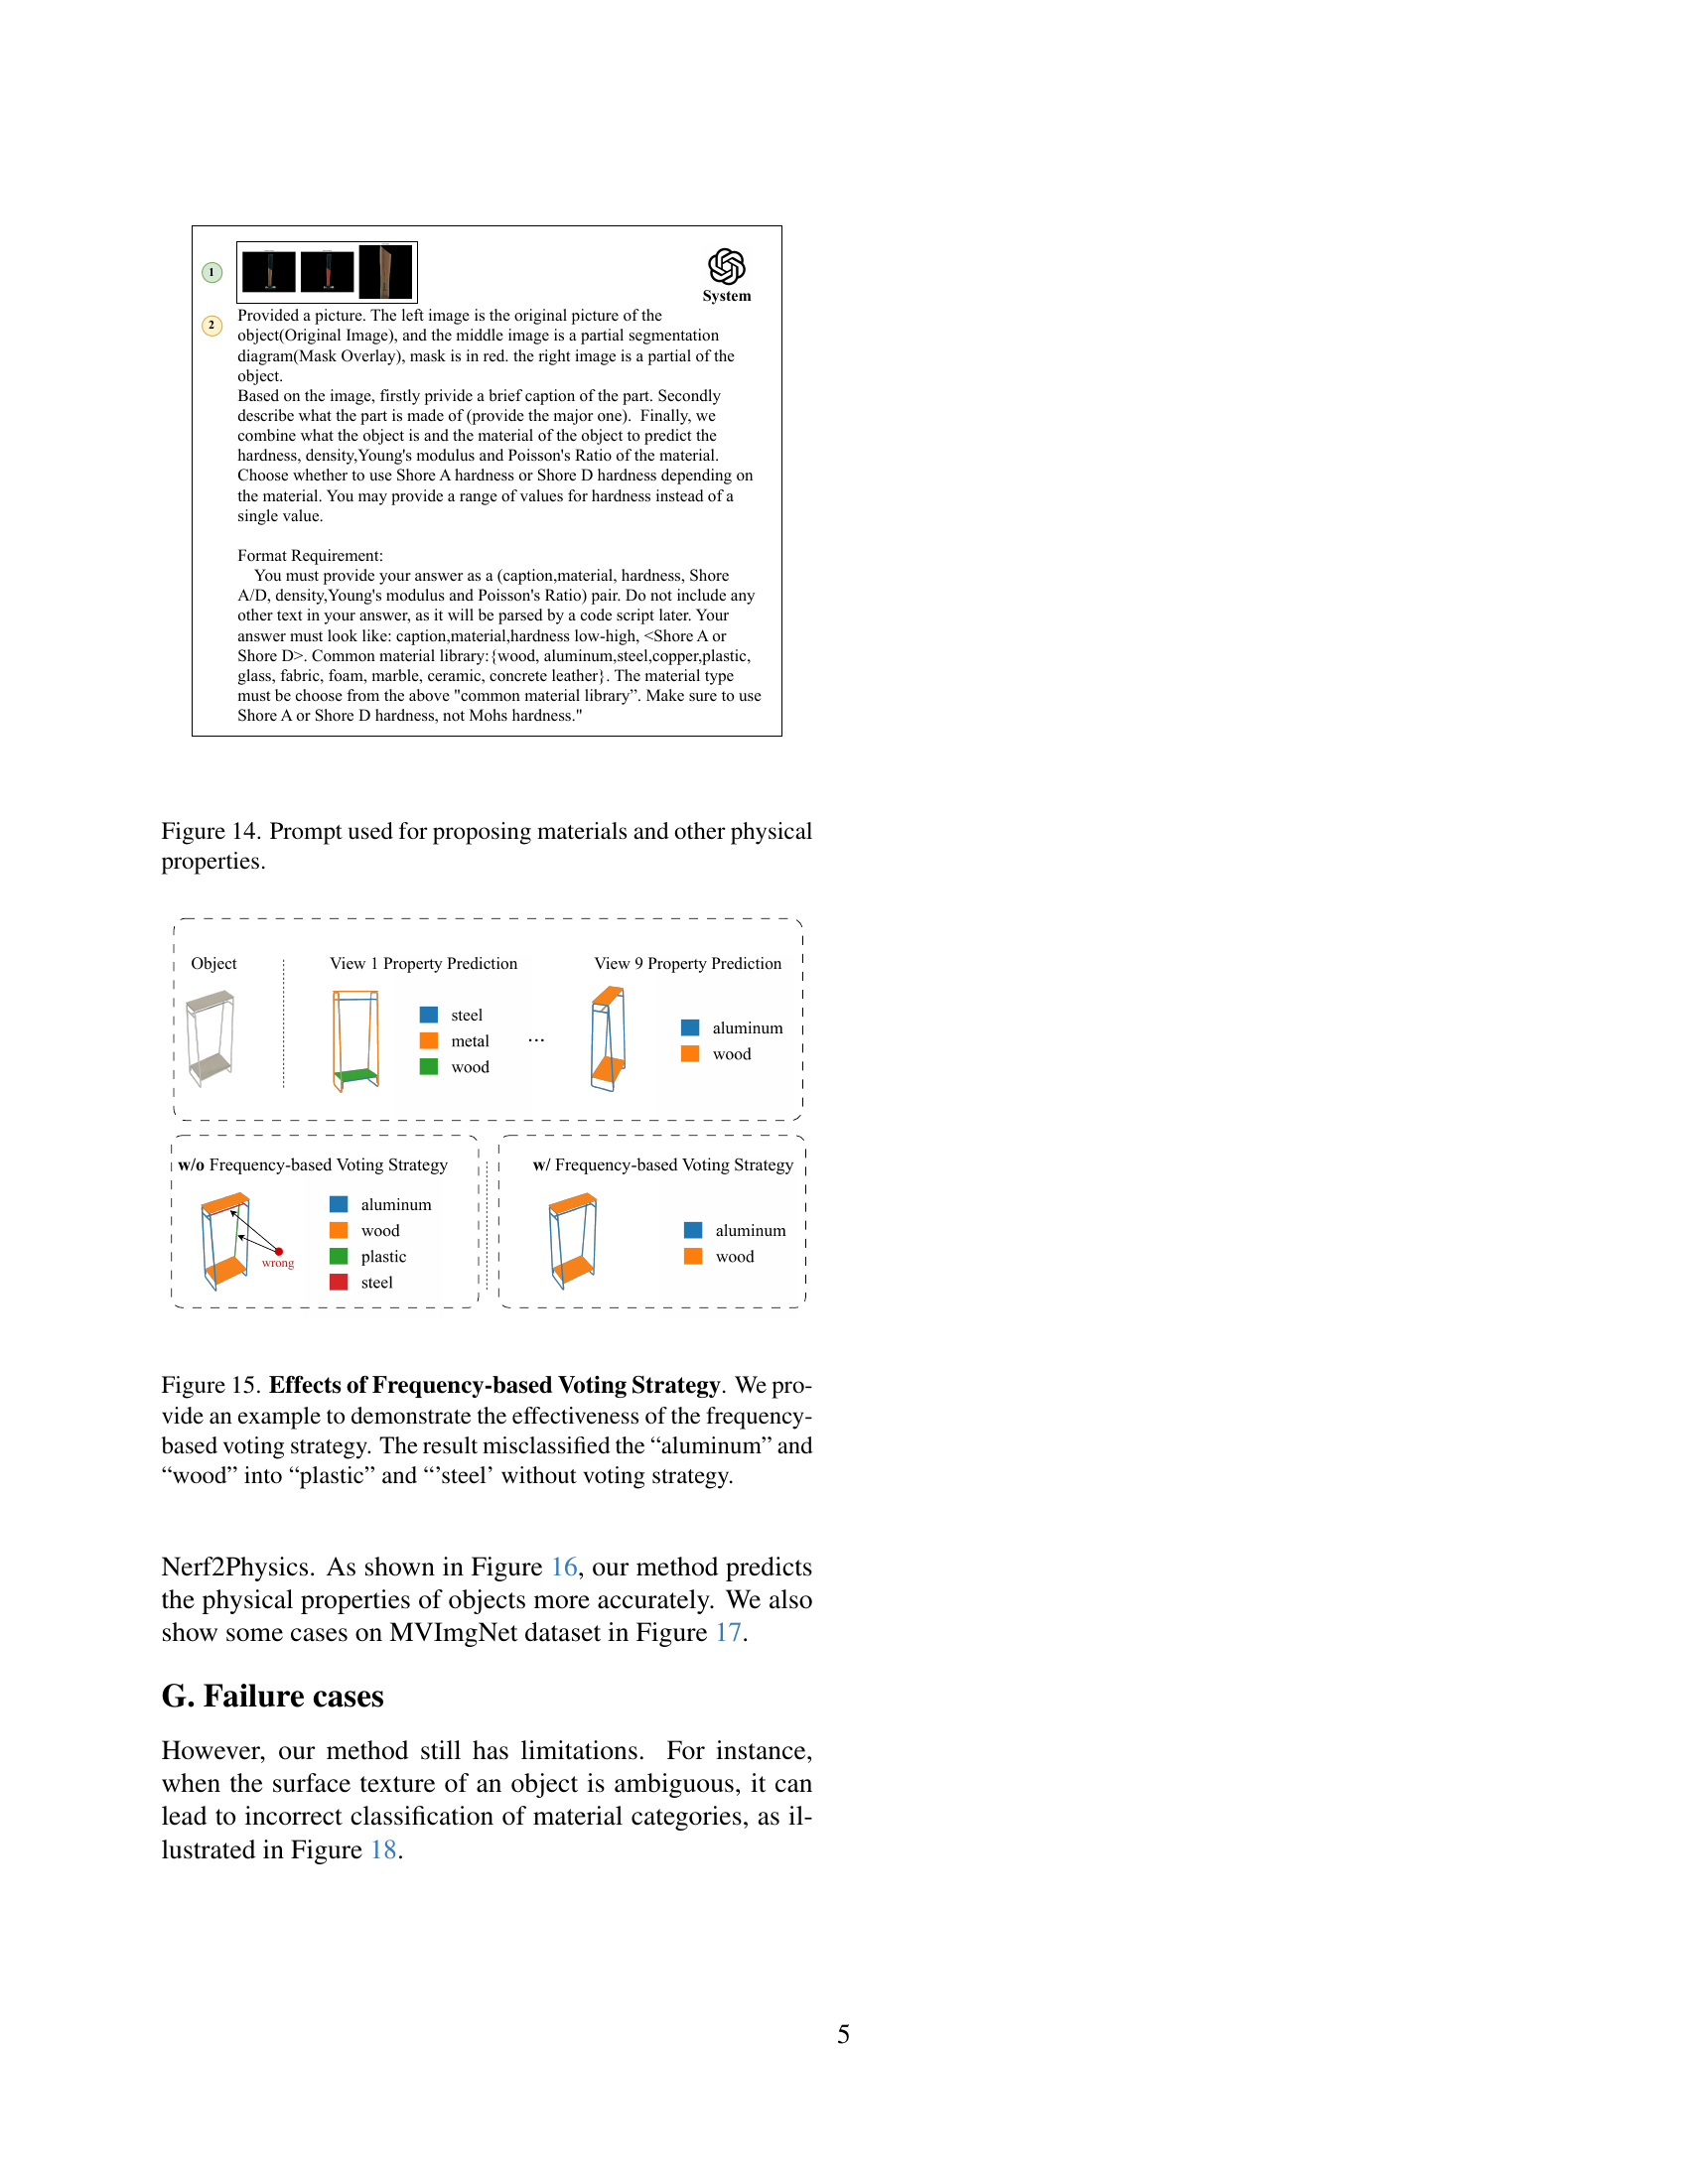 1
System
2
Provided a picture. The left image is the original picture of the
object(Original Image), and the middle image is a partial segmentation
diagram(Mask Overlay), mask is in red. the right image is a partial of the
object.
Based on the image, firstly privide a brief caption of the part. Secondly
describe what the part is made of (provide the major one).  Finally, we
combine what the object is and the material of the object to predict the
hardness, density,Young's modulus and Poisson's Ratio of the material.
Choose whether to use Shore A hardness or Shore D hardness depending on
the material. You may provide a range of values for hardness instead of a
single value.
Format Requirement:
You must provide your answer as a (caption,material, hardness, Shore
A/D, density,Young's modulus and Poisson's Ratio) pair. Do not include any
other text in your answer, as it will be parsed by a code script later. Your
answer must look like: caption,material,hardness low-high, <Shore A or
Shore D>. Common material library:{wood, aluminum,steel,copper,plastic,
glass, fabric, foam, marble, ceramic, concrete leather}. The material type
must be choose from the above "common material library”. Make sure to use
Shore A or Shore D hardness, not Mohs hardness."
Figure 14. Prompt used for proposing materials and other physical
properties.
Object
View 1 Property Prediction
View 9 Property Prediction
steel
metal
wood
...
aluminum
wood
w/o Frequency-based Voting Strategy
wrong
aluminum
wood
plastic
steel
w/ Frequency-based Voting Strategy
aluminum
wood
Figure 15. Effects of Frequency-based Voting Strategy. We pro-
vide an example to demonstrate the effectiveness of the frequency-
based voting strategy. The result misclassified the “aluminum” and
“wood” into “plastic” and “’steel’ without voting strategy.
Nerf2Physics. As shown in Figure 16, our method predicts
the physical properties of objects more accurately. We also
show some cases on MVImgNet dataset in Figure 17.
G. Failure cases
However, our method still has limitations. For instance,
when the surface texture of an object is ambiguous, it can
lead to incorrect classification of material categories, as il-
lustrated in Figure 18.
5